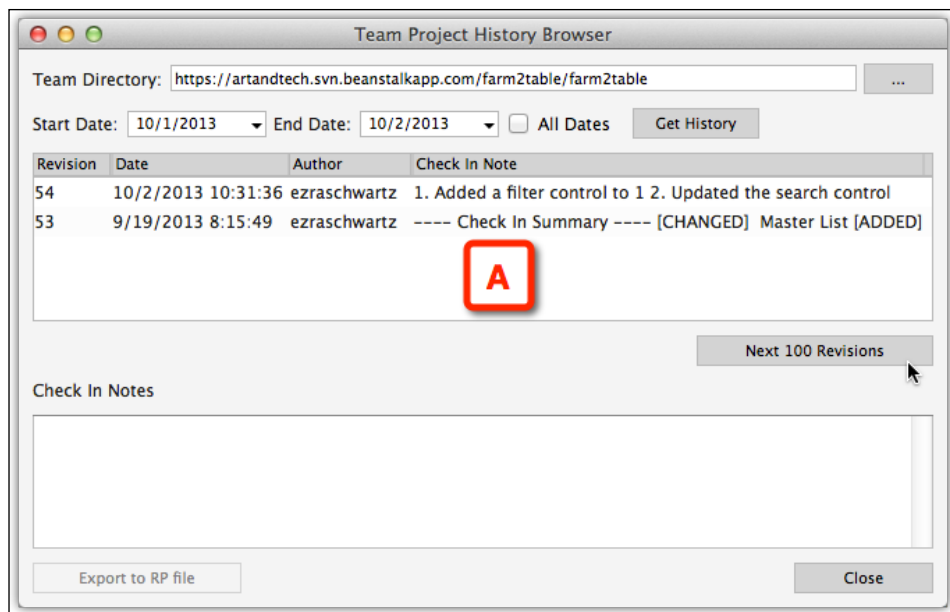 Team Project History Browser
Team Directory: https://artandtech.svn.beanstalkapp.com/farm2table/farm2table ...
Start Date: 10/1/2013 End Date: 10/2/2013 All Dates Get History
Revision Date Author Check In Note
54 10/2/2013 10:31:36 ezraschwartz 1. Added a filter control to 1 2. Updated the search control
53 9/19/2013 8:15:49 ezraschwartz ---- Check In Summary ---- [CHANGED] Master List [ADDED]
A
Next 100 Revisions
Check In Notes
Export to RP file Close